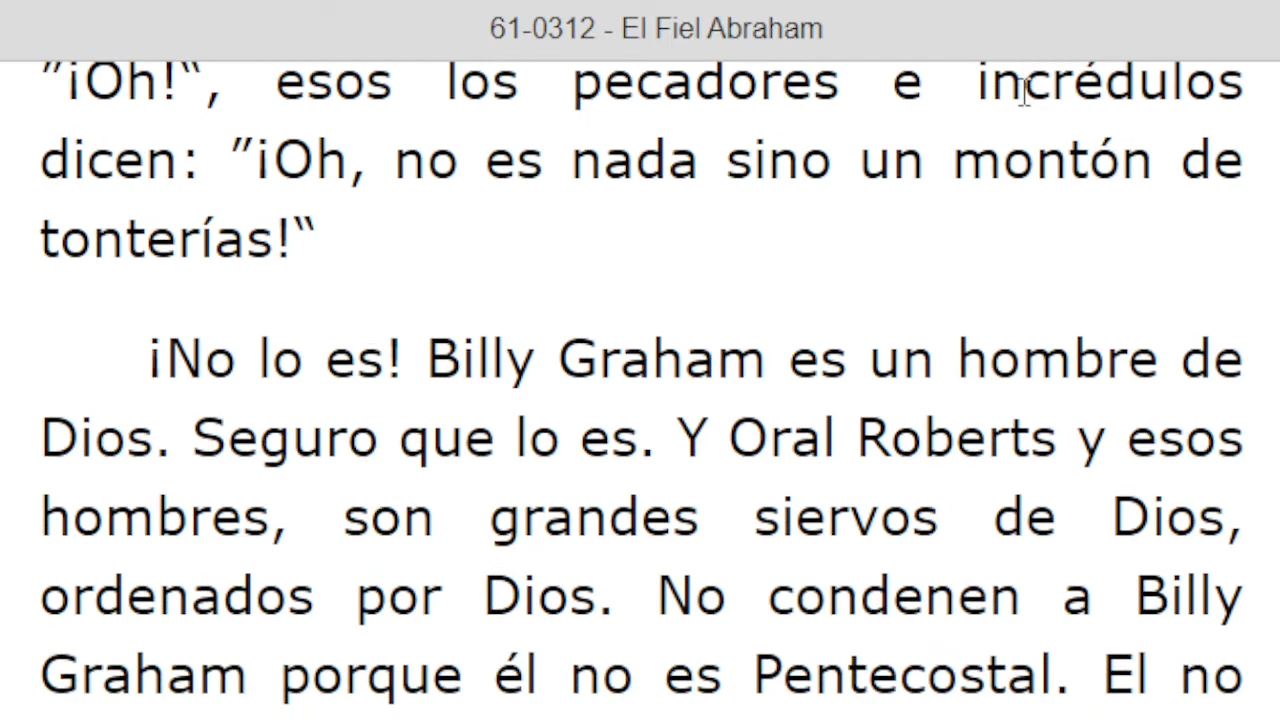 61-0312 - El Fiel Abraham
”¡Oh!“, esos los pecadores e incrédulos
dicen: ”¡Oh, no es nada sino un montón de
tonterías!“
¡No lo es! Billy Graham es un hombre de
Dios. Seguro que lo es. Y Oral Roberts y esos
hombres, son grandes siervos de Dios,
ordenados por Dios. No condenen a Billy
Graham porque él no es Pentecostal. El no